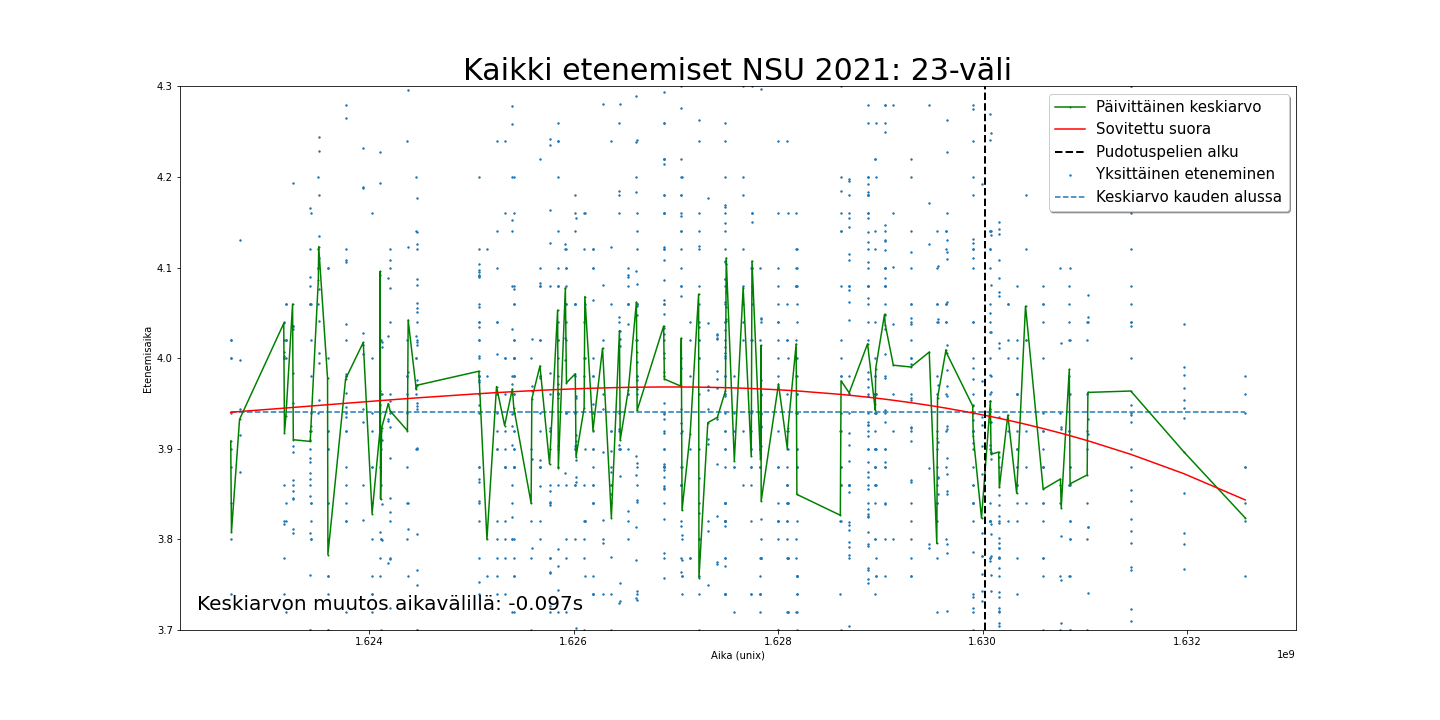 Kaikki etenemiset NSU 2021: 23-väli
4.3
4.2
4.1
4.0
3.9
3.8
3.7
Etenemisaika
Päivittäinen keskiarvo
Sovitettu suora
Pudotuspelien alku
Yksittäinen eteneminen
Keskiarvo kauden alussa
Keskiarvon muutos aikavälillä: -0.097s
1.624 1.626 1.628 1.630 1.632
Aika (unix)
1e9